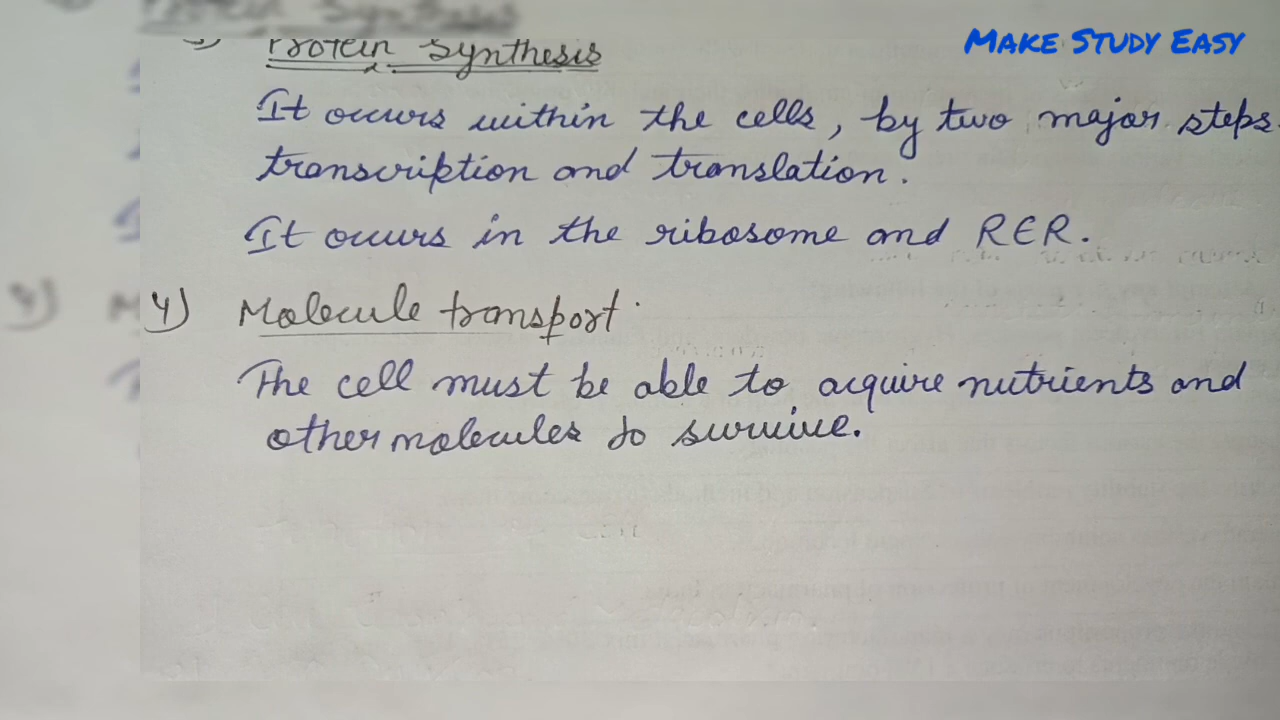 MAKE STUDY EASY
Protein Synthesis
It occurs within the cells, by two major steps.
transcription and translation.
It occurs in the ribosome and RER.
4) Molecule transport.
The cell must be able to acquire nutrients and
other molecules to survive.